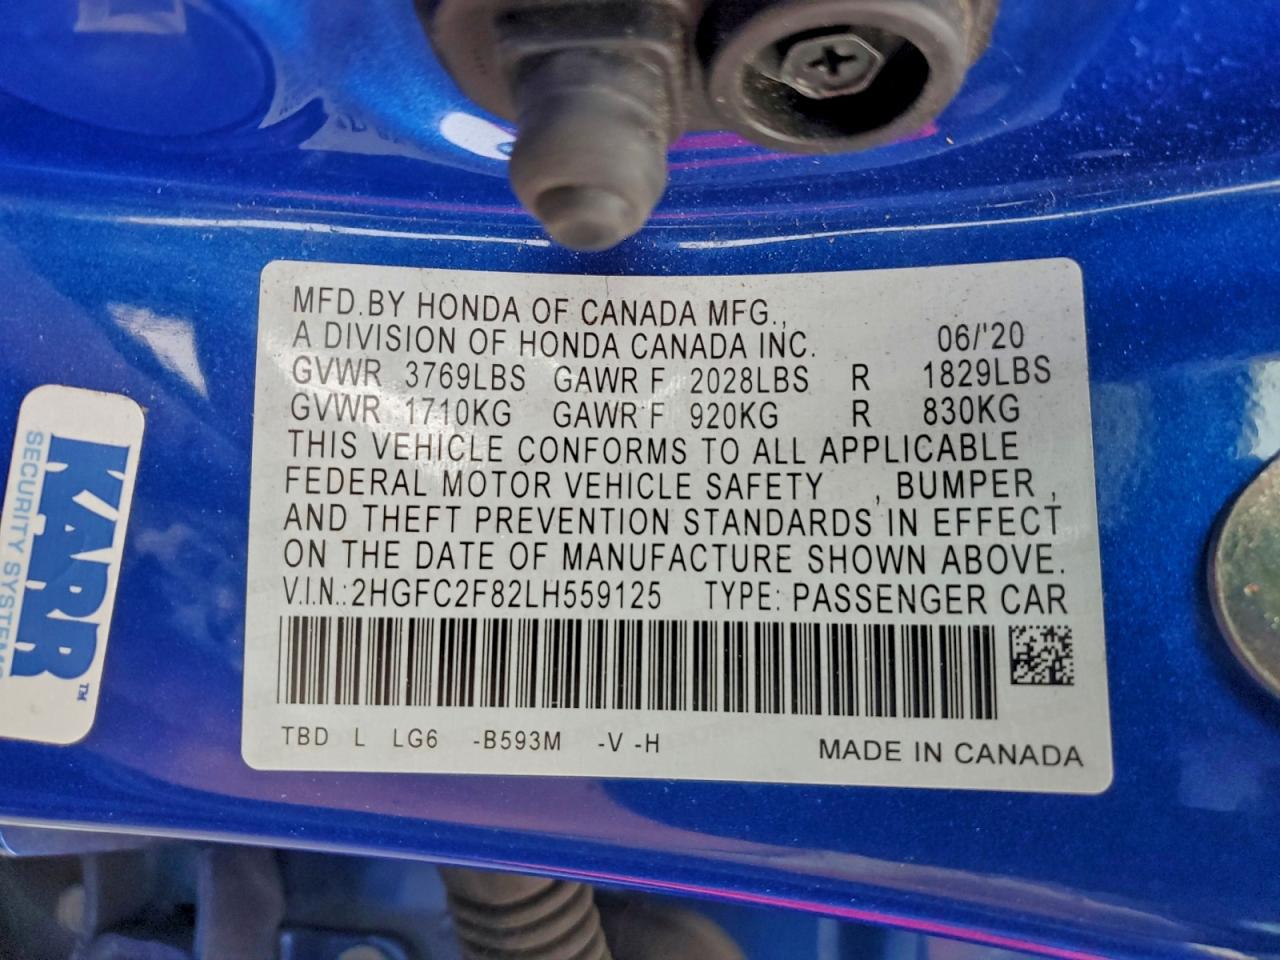 MFD.BY HONDA OF CANADA MFG.,
A DIVISION OF HONDA CANADA INC. 06/'20
GVWR 3769LBS GAWR F 2028LBS R 1829LBS
GVWR 1710KG GAWR F 920KG R 830KG
THIS VEHICLE CONFORMS TO ALL APPLICABLE
FEDERAL MOTOR VEHICLE SAFETY , BUMPER ,
AND THEFT PREVENTION STANDARDS IN EFFECT
ON THE DATE OF MANUFACTURE SHOWN ABOVE.
V.I.N.:2HGFC2F82LH559125 TYPE: PASSENGER CAR
TBD L LG6 -B593M -V -H MADE IN CANADA
KARR™
SECURITY SYSTEMS